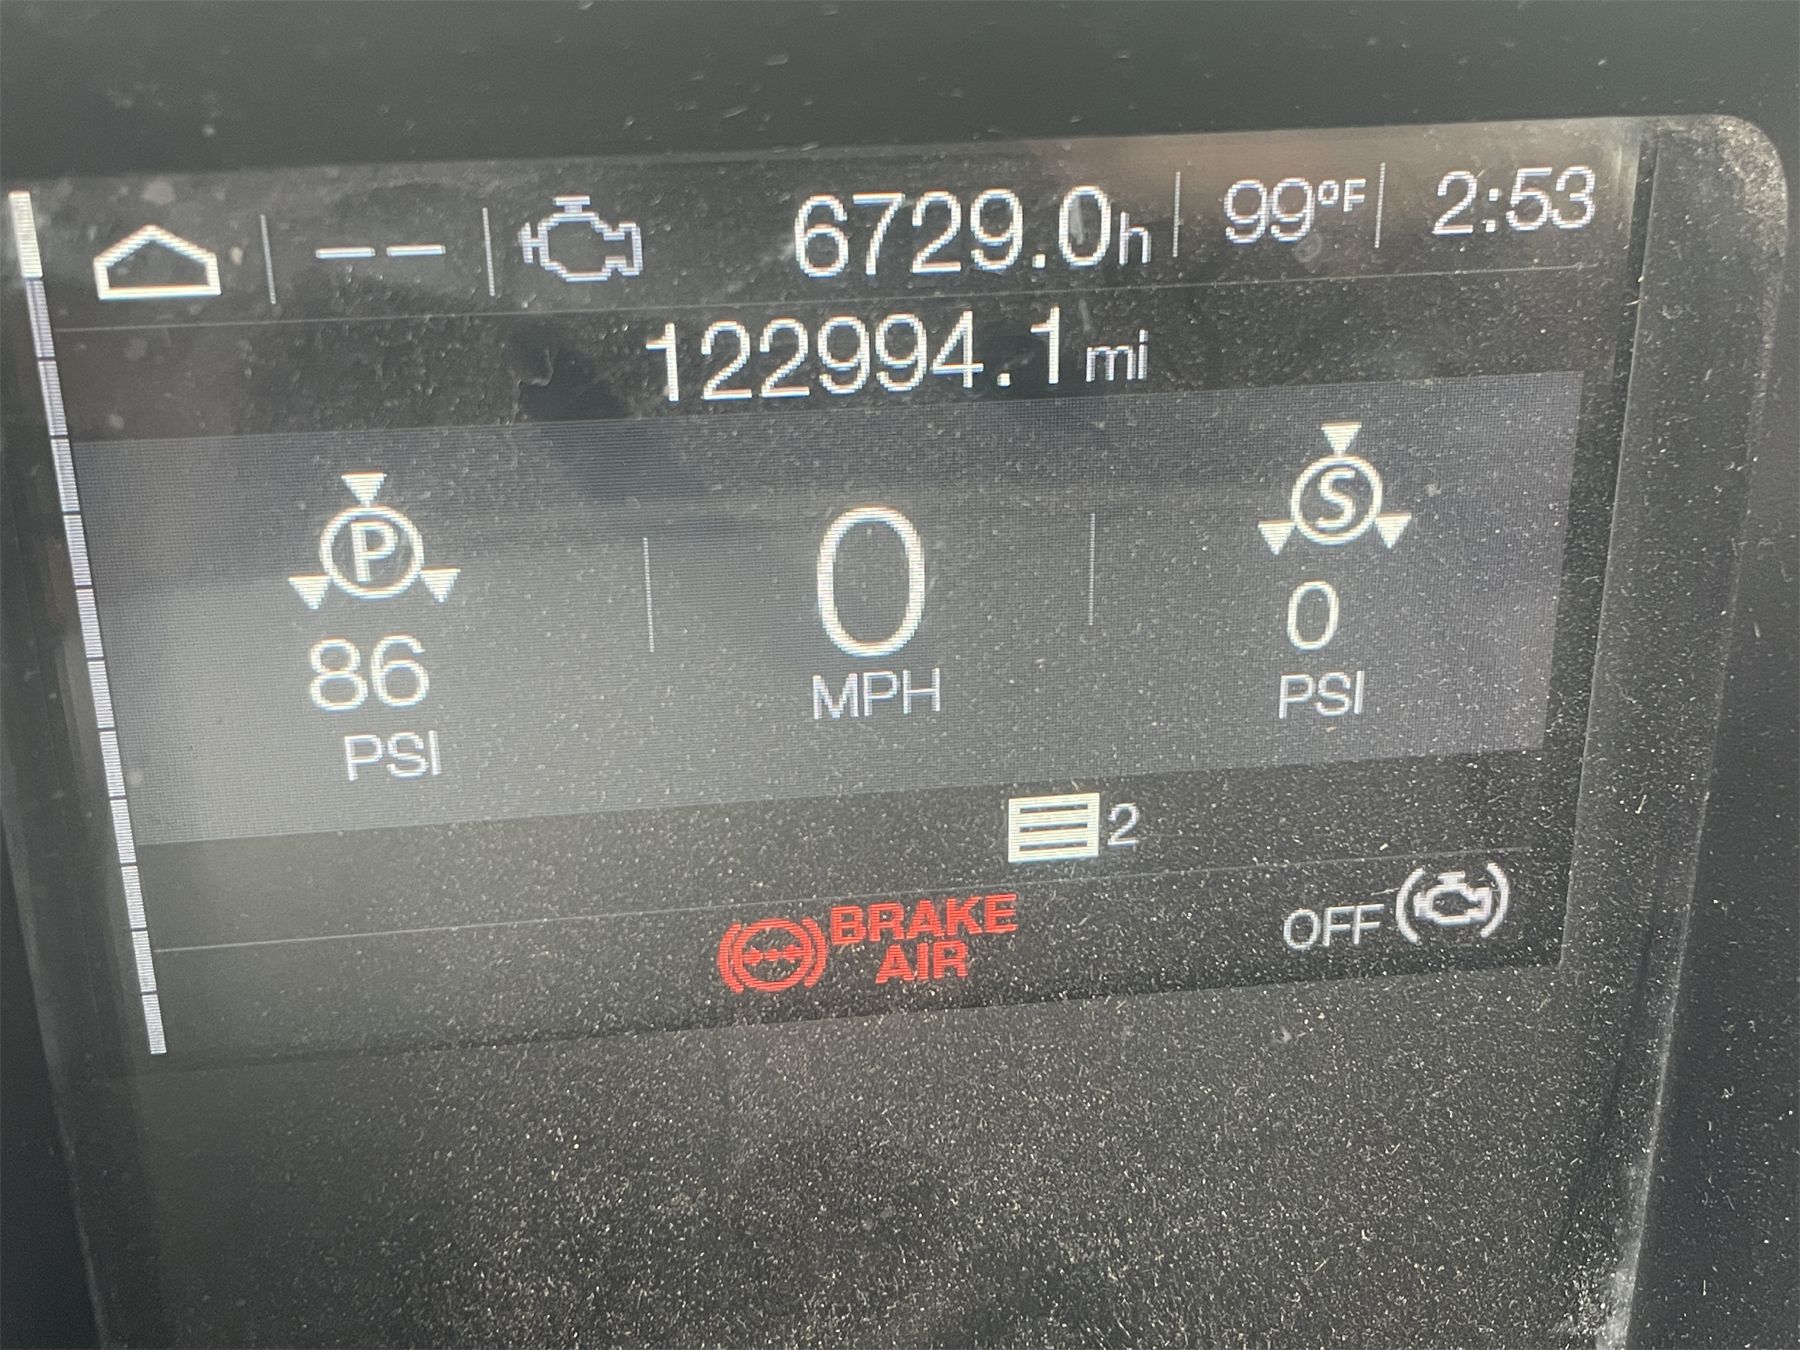 -- 6729.0h 99°F 2:53
122994.1mi
P S
86 0 0
PSI MPH PSI
2
BRAKE
AIR
OFF